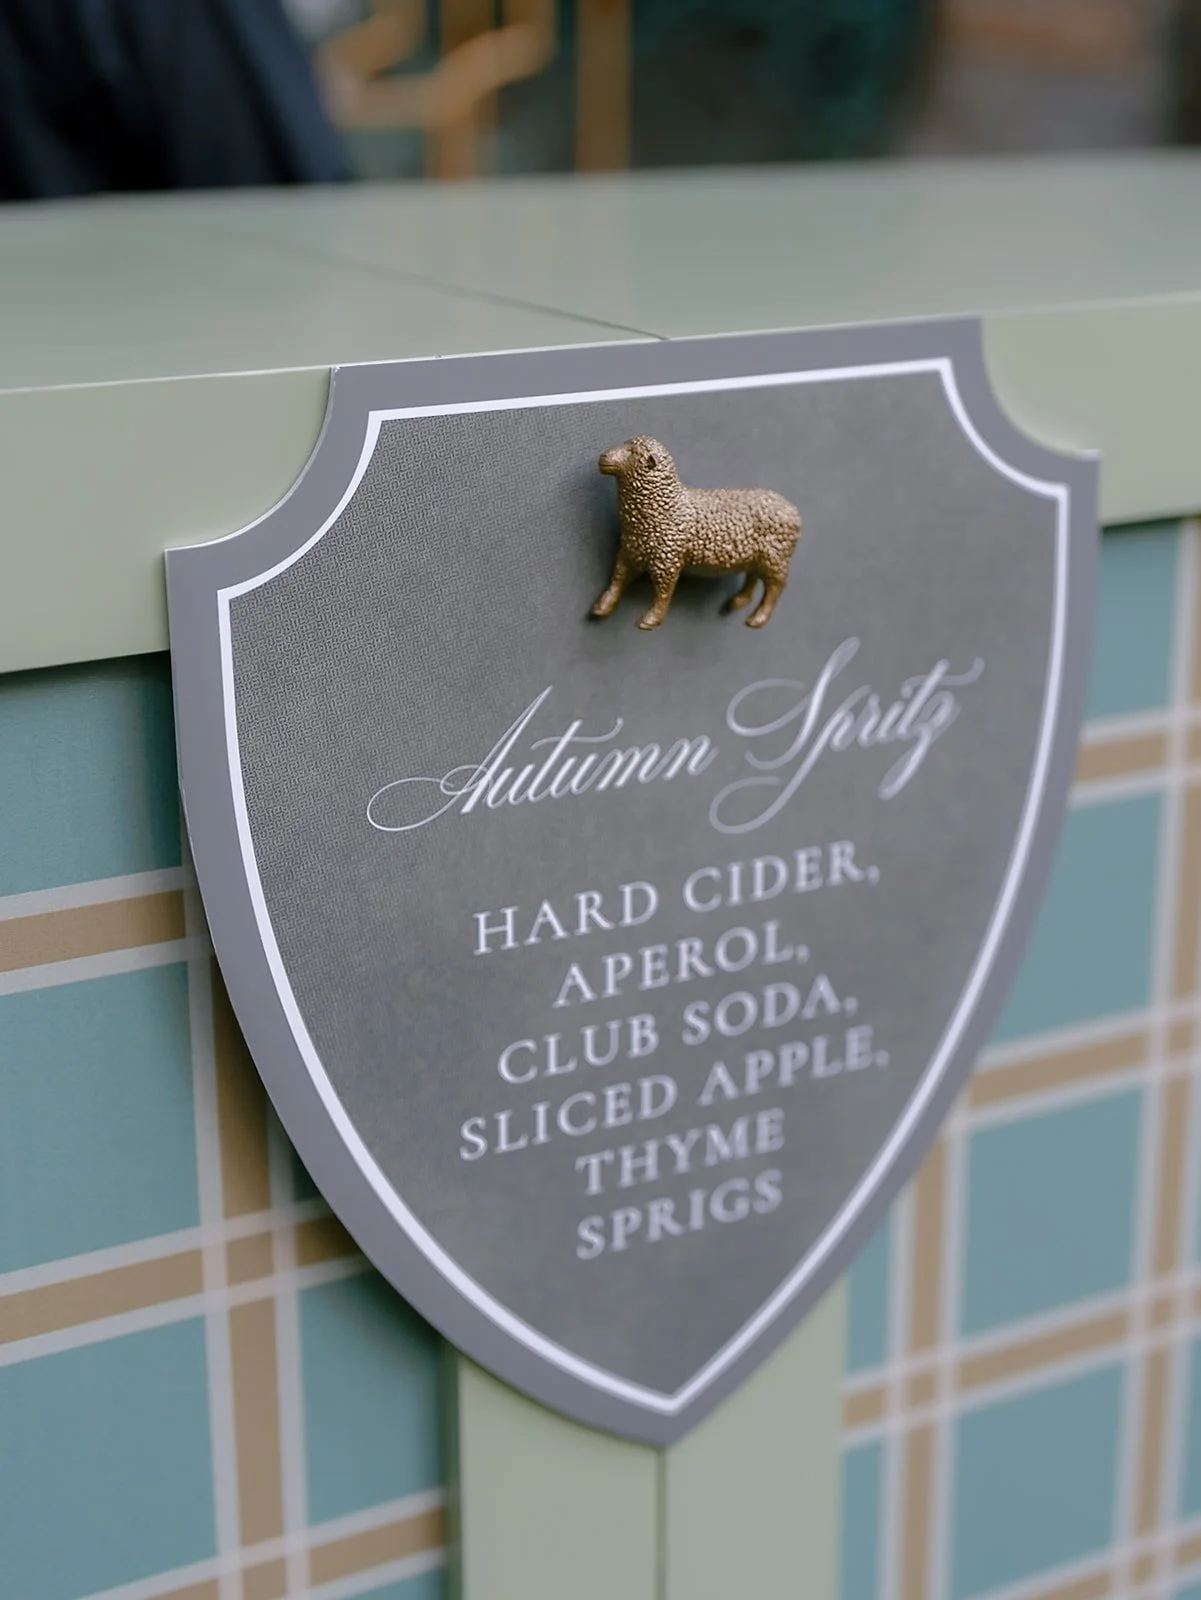 Autumn Spritz
HARD CIDER,
APEROL,
CLUB SODA,
SLICED APPLE,
THYME
SPRIGS